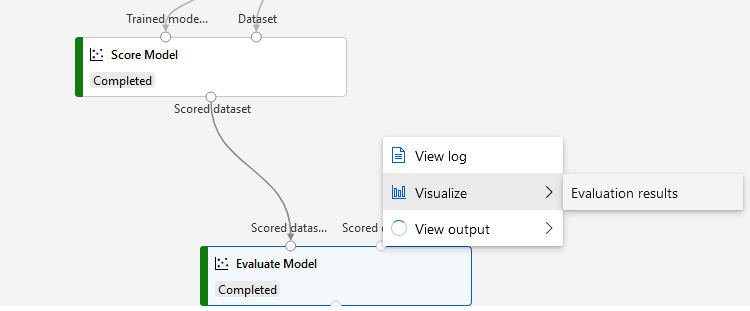 Trained mode... Dataset
Score Model
Completed
Scored dataset
View log
Visualize
Evaluation results
View output
Scored datas... Scored
Evaluate Model
Completed